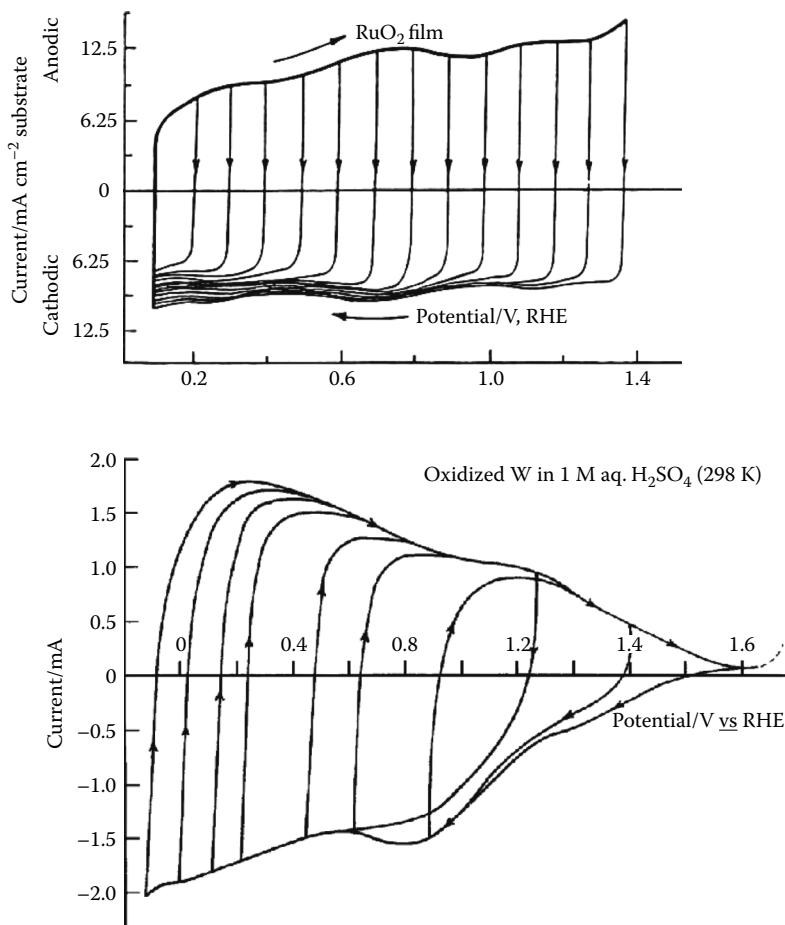 Anodic
Current/mA cm⁻² substrate
Cathodic
12.5
6.25
0
6.25
12.5
RuO₂ film
Potential/V, RHE
0.2 0.6 1.0 1.4
Oxidized W in 1 M aq. H₂SO₄ (298 K)
Current/mA
2.0
1.5
1.0
0.5
0
−0.5
−1.0
−1.5
−2.0
0 0.4 0.8 1.2 1.4 1.6
Potential/V vs RHE